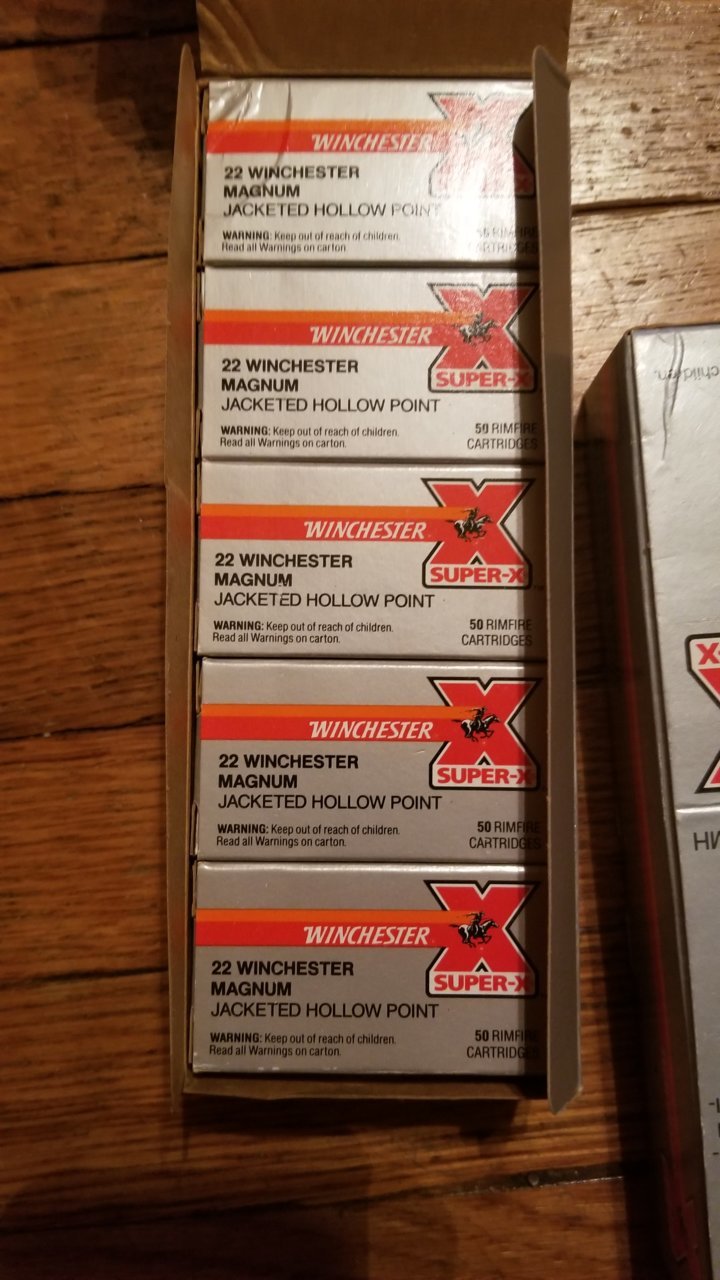 WINCHESTER
22 WINCHESTER
MAGNUM
JACKETED HOLLOW POINT
WARNING: Keep out of reach of children.
Read all Warnings on carton.
50 RIMFIRE
CARTRIDGES
WINCHESTER
SUPER-X
22 WINCHESTER
MAGNUM
JACKETED HOLLOW POINT
WARNING: Keep out of reach of children.
Read all Warnings on carton.
50 RIMFIRE
CARTRIDGES
WINCHESTER
SUPER-X
22 WINCHESTER
MAGNUM
JACKETED HOLLOW POINT
WARNING: Keep out of reach of children.
Read all Warnings on carton.
50 RIMFIRE
CARTRIDGES
WINCHESTER
SUPER-X
22 WINCHESTER
MAGNUM
JACKETED HOLLOW POINT
WARNING: Keep out of reach of children.
Read all Warnings on carton.
50 RIMFIRE
CARTRIDGES
WINCHESTER
SUPER-X
22 WINCHESTER
MAGNUM
JACKETED HOLLOW POINT
WARNING: Keep out of reach of children.
Read all Warnings on carton.
50 RIMFIRE
CARTRIDGES
children.